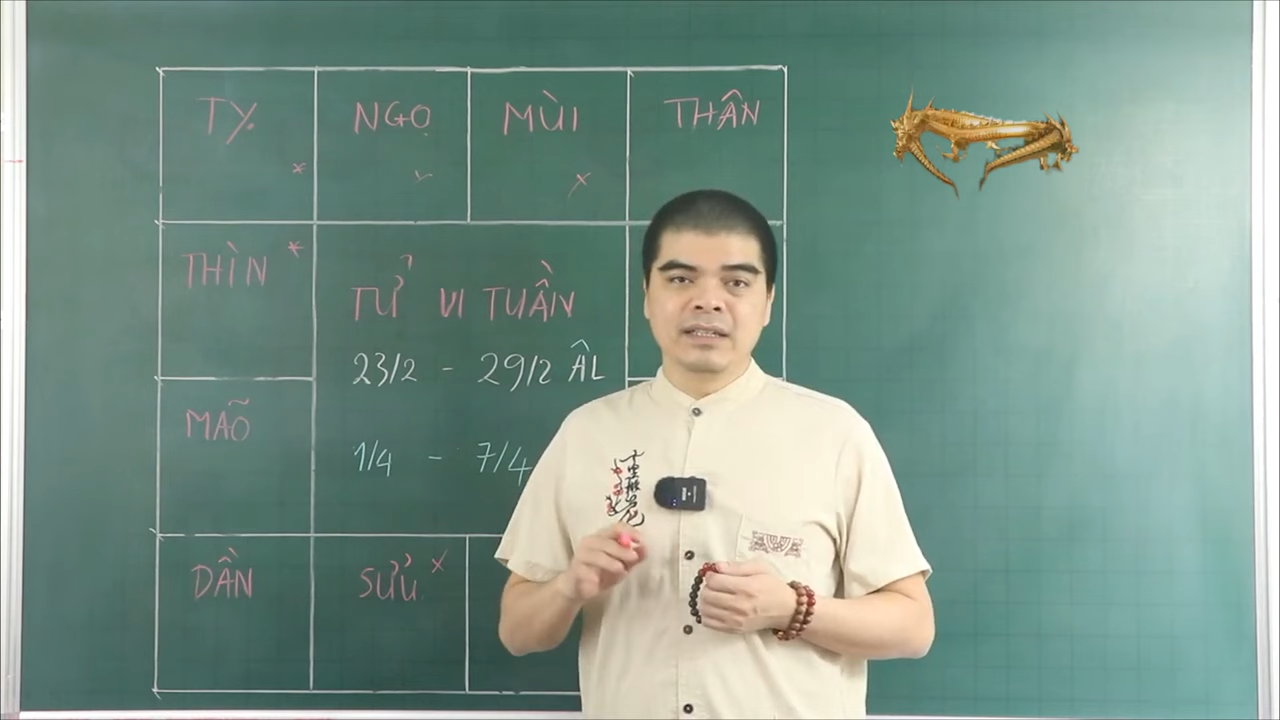 TỴ
NGỌ
MÙI
THÂN
THÌN
TỬ VI TUẦN
23/2 - 29/2 ÂL
MÃO
1/4 - 7/4
DẦN
SỬU